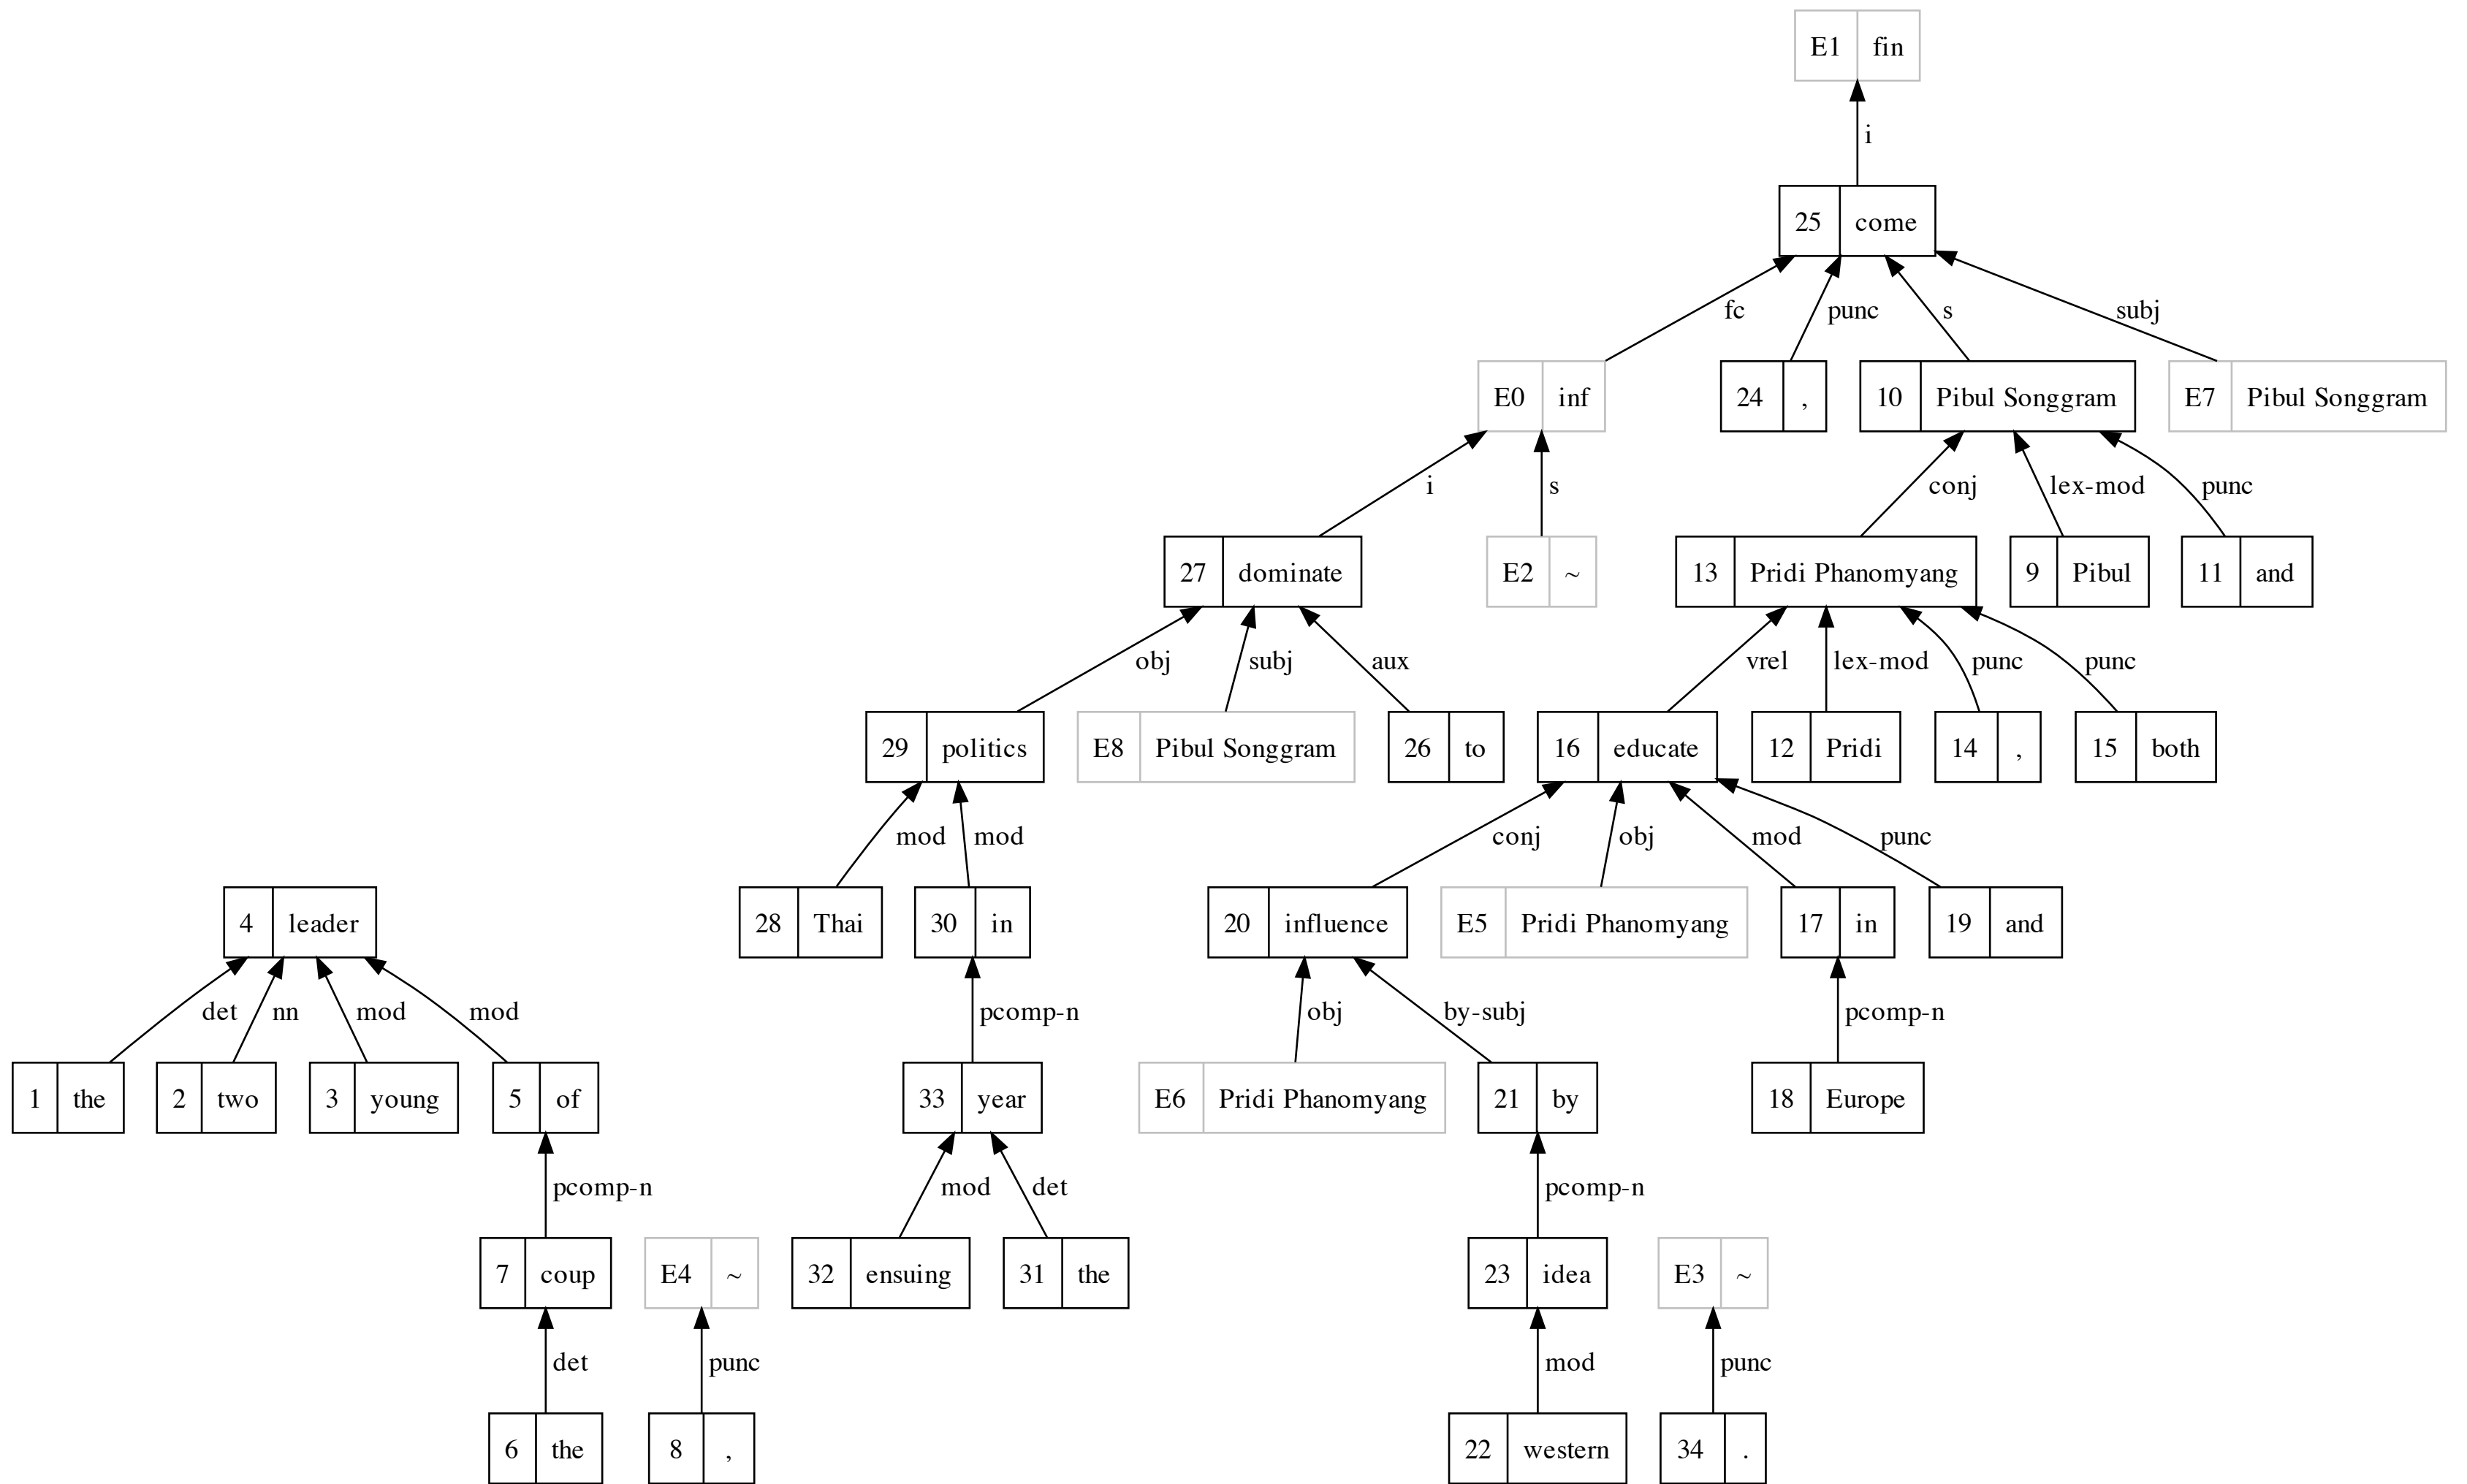 E1 fin
i
25 come
fc punc s subj
E0 inf 24 , 10 Pibul Songgram E7 Pibul Songgram
i s conj lex-mod punc
27 dominate E2 ~ 13 Pridi Phanomyang 9 Pibul 11 and
obj subj aux vrel lex-mod punc punc
29 politics E8 Pibul Songgram 26 to 16 educate 12 Pridi 14 , 15 both
mod mod conj obj mod punc
4 leader 28 Thai 30 in 20 influence E5 Pridi Phanomyang 17 in 19 and
det nn mod mod pcomp-n obj by-subj pcomp-n
1 the 2 two 3 young 5 of 33 year E6 Pridi Phanomyang 21 by 18 Europe
pcomp-n mod det pcomp-n
7 coup E4 ~ 32 ensuing 31 the 23 idea E3 ~
det punc mod punc
6 the 8 , 22 western 34 .